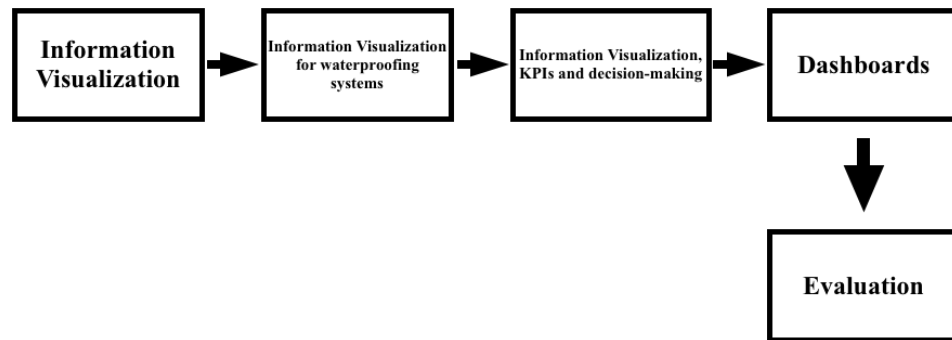 Information
Visualization
Information Visualization
for waterproofing
systems
Information Visualization,
KPIs and decision-making
Dashboards
Evaluation